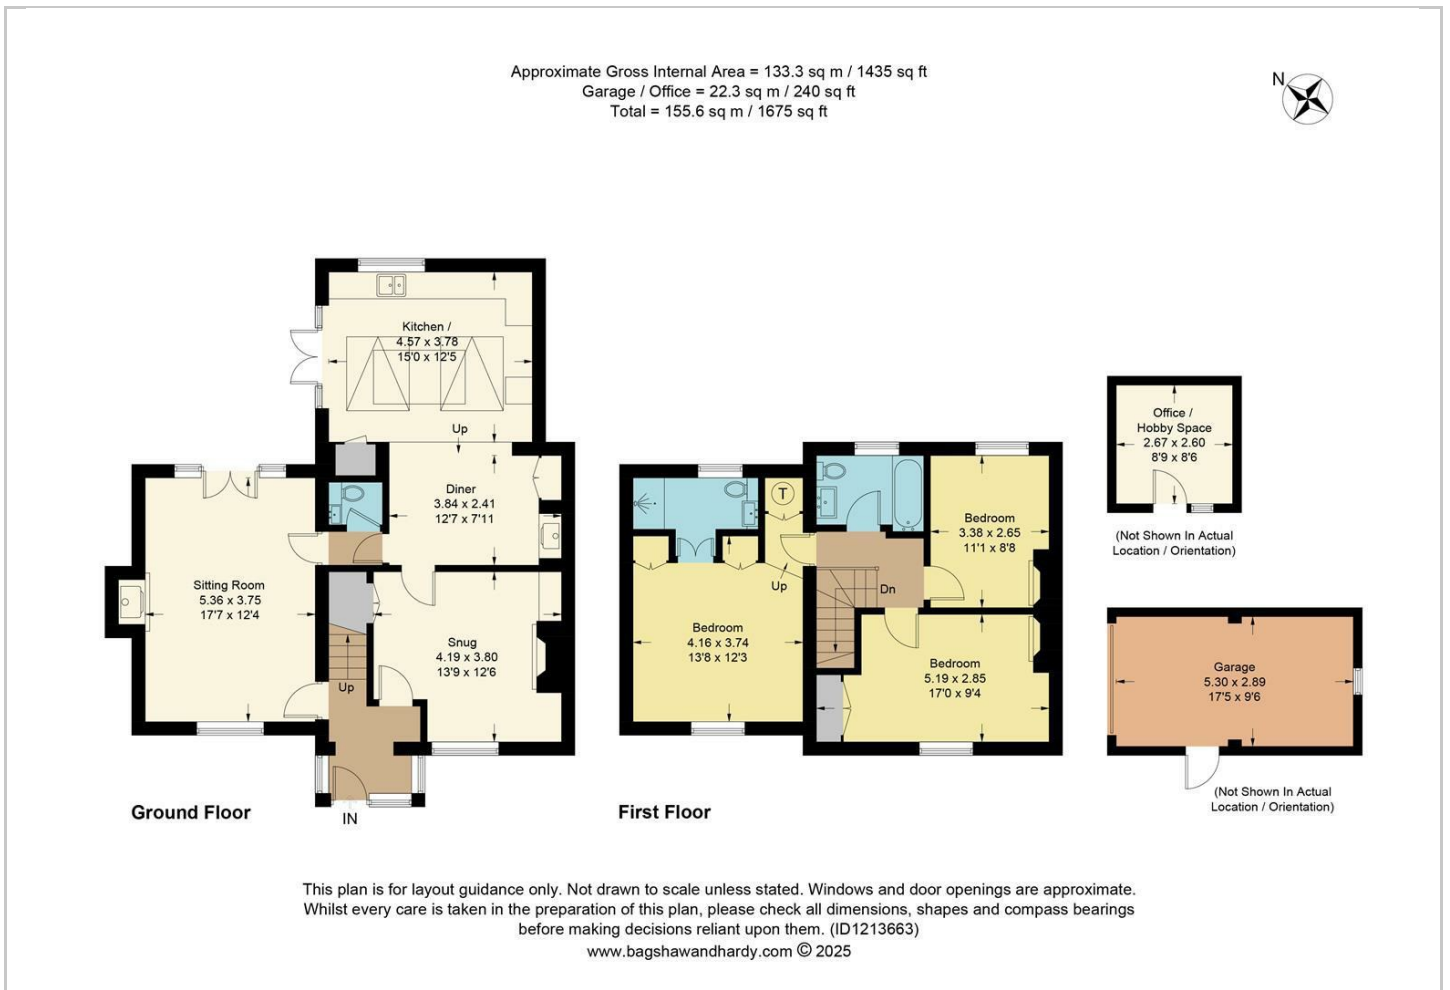 Approximate Gross Internal Area = 133.3 sq m / 1435 sq ft
Garage / Office = 22.3 sq m / 240 sq ft
Total = 155.6 sq m / 1675 sq ft
N
Kitchen /
4.57 x 3.78
15'0 x 12'5
Up
Diner
3.84 x 2.41
12'7 x 7'11
Sitting Room
5.36 x 3.75
17'7 x 12'4
Snug
4.19 x 3.80
13'9 x 12'6
Up
IN
Ground Floor
T
Bedroom
3.38 x 2.65
11'1 x 8'8
Up
Dn
Bedroom
4.16 x 3.74
13'8 x 12'3
Bedroom
5.19 x 2.85
17'0 x 9'4
First Floor
Office /
Hobby Space
2.67 x 2.60
8'9 x 8'6
(Not Shown In Actual
Location / Orientation)
Garage
5.30 x 2.89
17'5 x 9'6
(Not Shown In Actual
Location / Orientation)
This plan is for layout guidance only. Not drawn to scale unless stated. Windows and door openings are approximate.
Whilst every care is taken in the preparation of this plan, please check all dimensions, shapes and compass bearings
before making decisions reliant upon them. (ID1213663)
www.bagshawandhardy.com © 2025